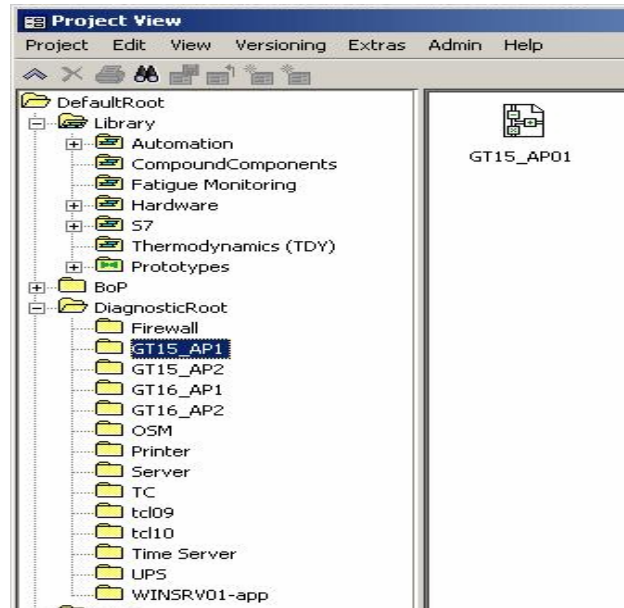 Project View
Project Edit View Versioning Extras Admin Help
DefaultRoot
Library
Automation
CompoundComponents
Fatigue Monitoring
Hardware
S7
Thermodynamics (TDY)
Prototypes
BoP
DiagnosticRoot
Firewall
GT15_AP1
GT15_AP2
GT16_AP1
GT16_AP2
OSM
Printer
Server
TC
tcl09
tcl10
Time Server
UPS
WINSRV01-app
GT15_AP01